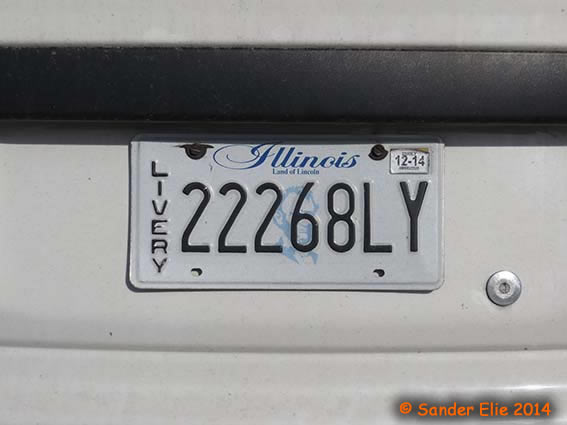 Illinois
Land of Lincoln
12-14
LIVERY
22268LY
© Sander Elie 2014